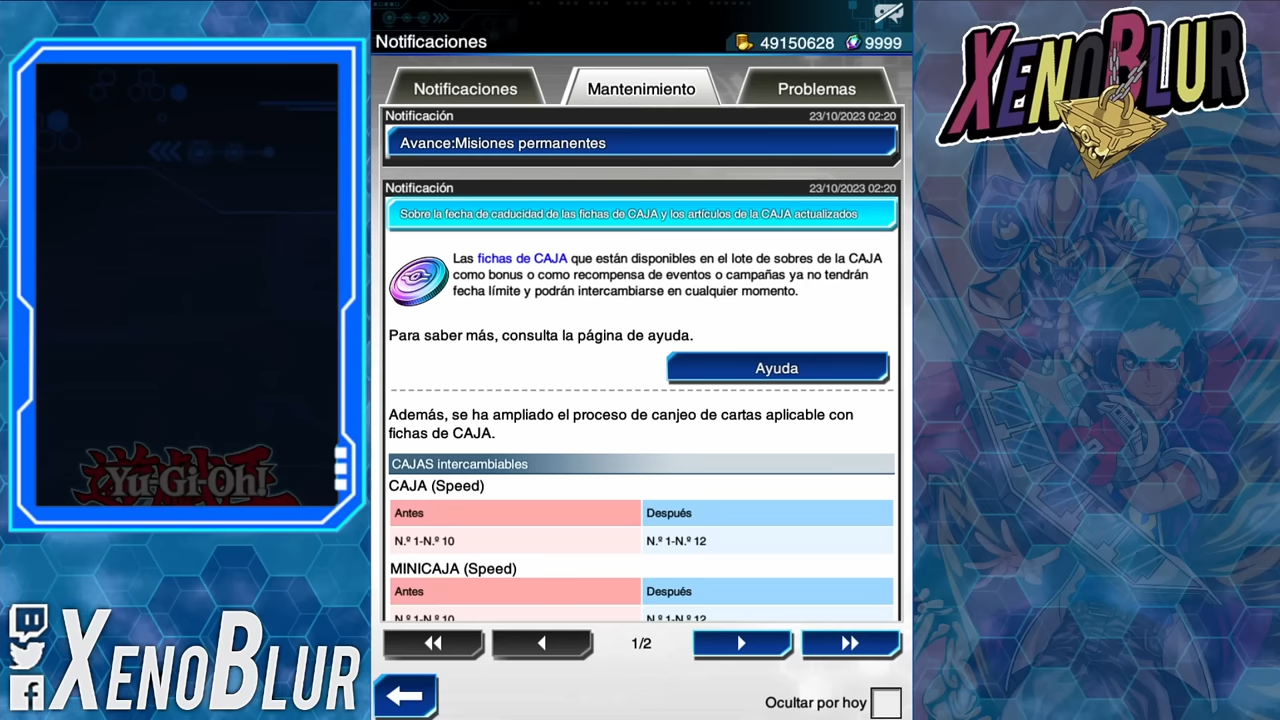 Notificaciones
49150628
9999
Notificaciones
Mantenimiento
Problemas
Notificación
23/10/2023 02:20
Avance:Misiones permanentes
Notificación
23/10/2023 02:20
Sobre la fecha de caducidad de las fichas de CAJA y los artículos de la CAJA actualizados
Las fichas de CAJA que están disponibles en el lote de sobres de la CAJA
como bonus o como recompensa de eventos o campañas ya no tendrán
fecha límite y podrán intercambiarse en cualquier momento.
Para saber más, consulta la página de ayuda.
Ayuda
Además, se ha ampliado el proceso de canjeo de cartas aplicable con
fichas de CAJA.
CAJAS intercambiables
CAJA (Speed)
Antes
Después
N.º 1-N.º 10
N.º 1-N.º 12
MINICAJA (Speed)
Antes
Después
N.º 1-N.º 10
N.º 1-N.º 12
1/2
Ocultar por hoy
Yu-Gi-Oh!
XENOBLUR
XENOBLUR